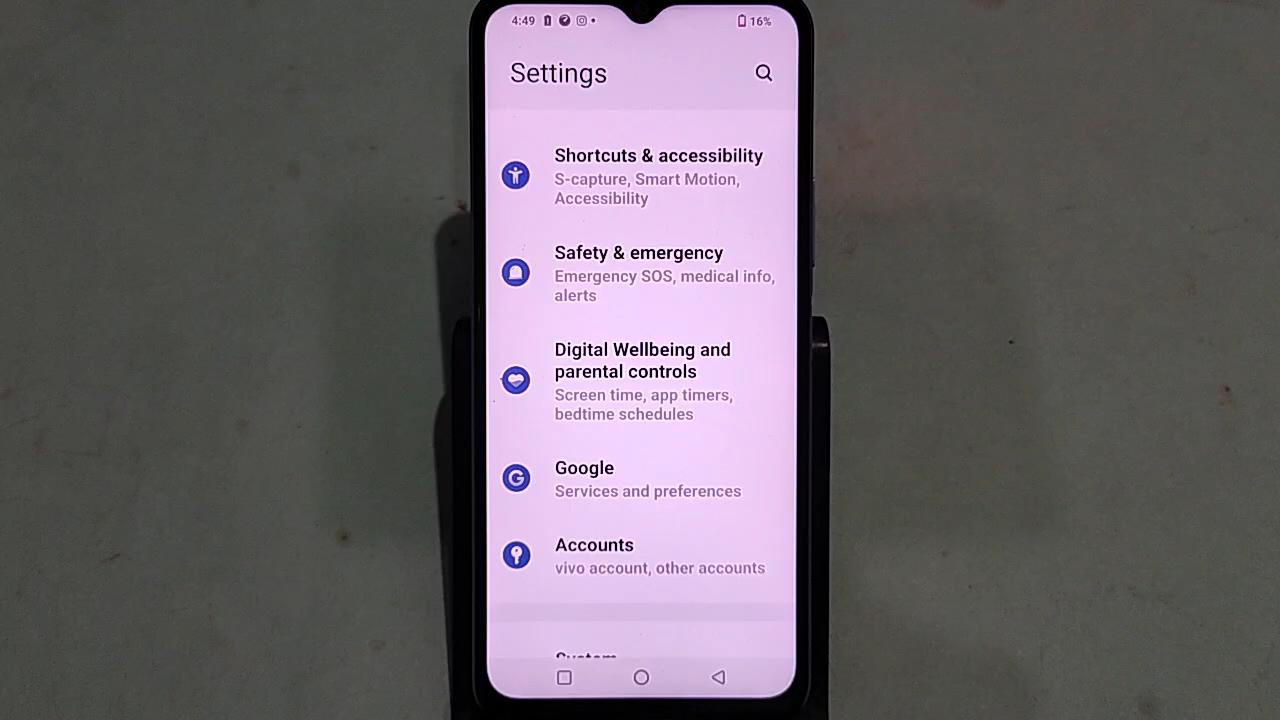 4:49
16%
Settings
Shortcuts & accessibility
S-capture, Smart Motion,
Accessibility
Safety & emergency
Emergency SOS, medical info,
alerts
Digital Wellbeing and
parental controls
Screen time, app timers,
bedtime schedules
Google
Services and preferences
Accounts
vivo account, other accounts
System